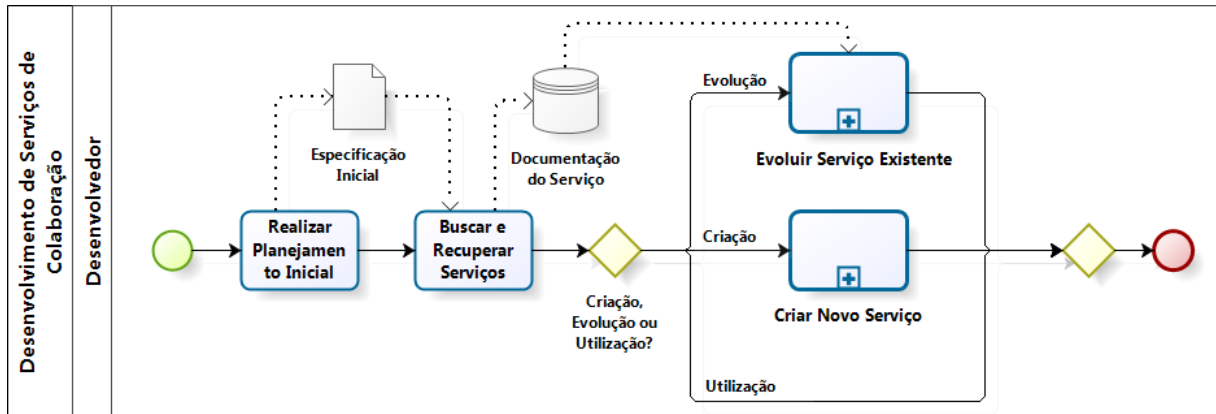 Desenvolvimento de Serviços de
Colaboração
Desenvolvedor
Especificação
Inicial
Documentação
do Serviço
Evolução
Evoluir Serviço Existente
Realizar
Planejamen
to Inicial
Buscar e
Recuperar
Serviços
Criação,
Evolução ou
Utilização?
Criação
Criar Novo Serviço
Utilização